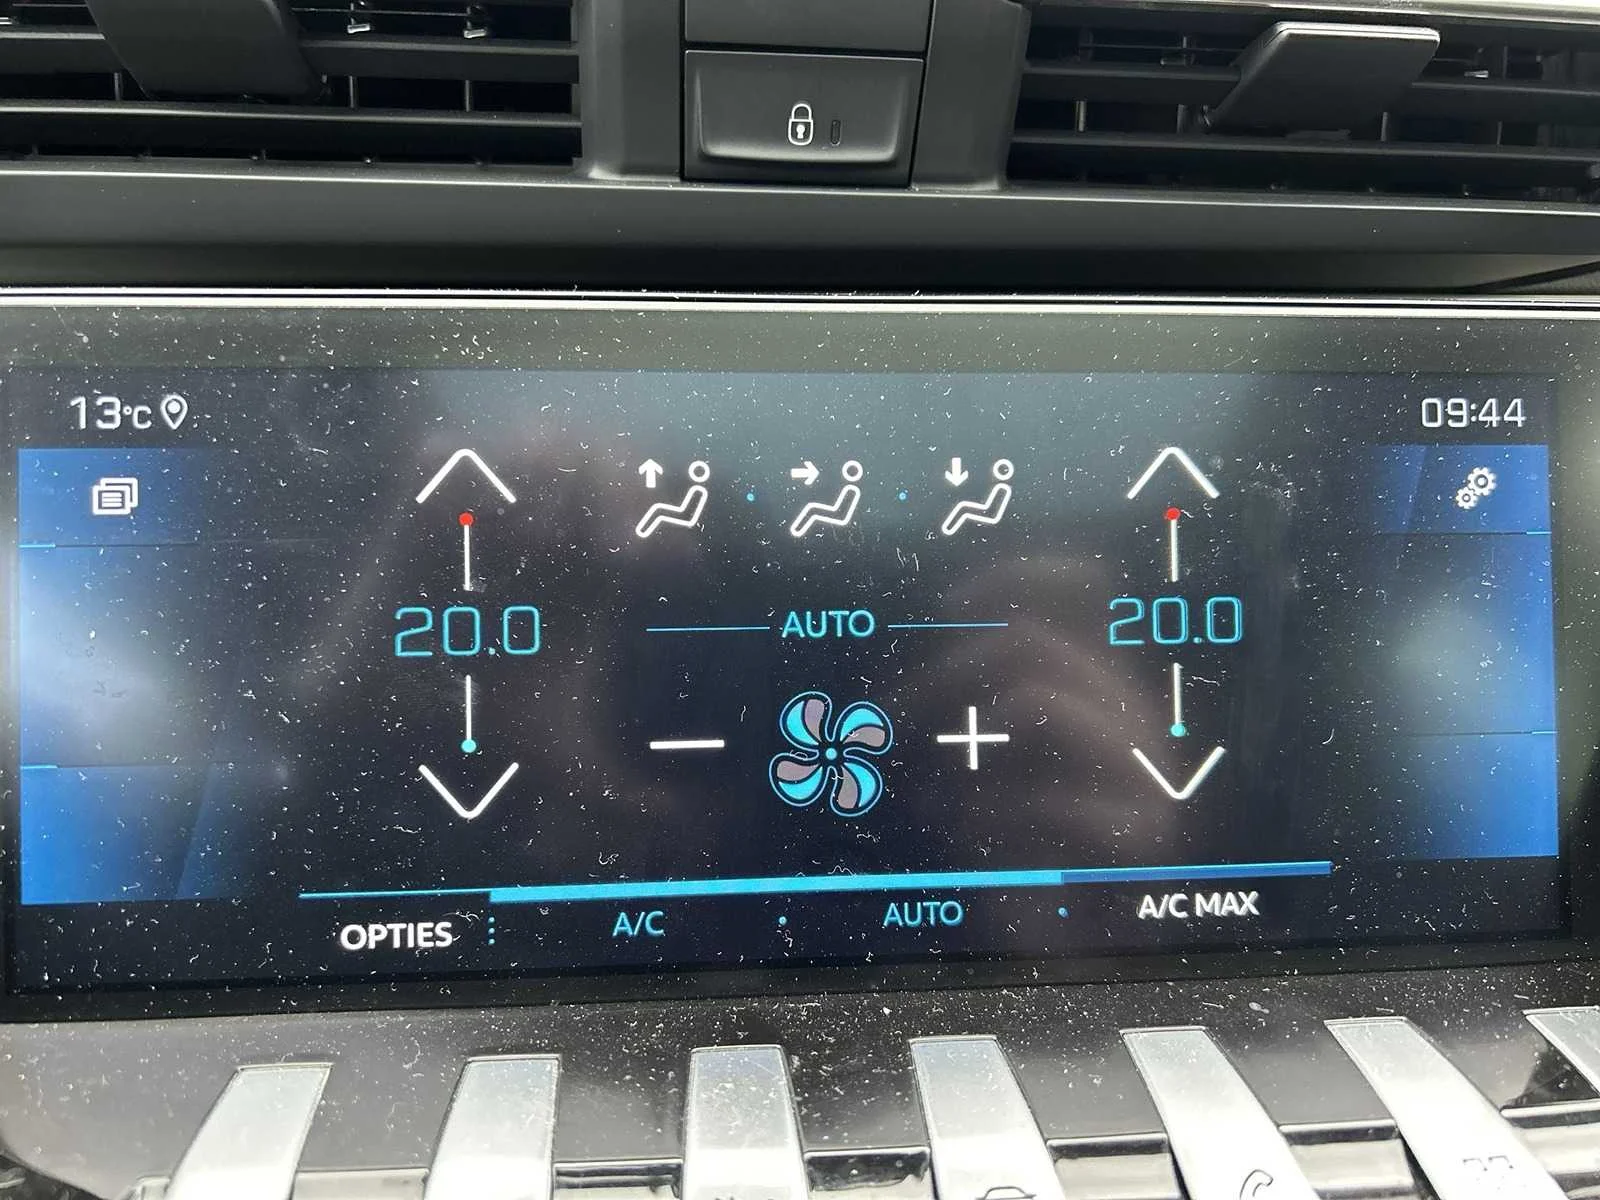 13°C
09:44
20.0
AUTO
20.0
OPTIES
A/C
AUTO
A/C MAX